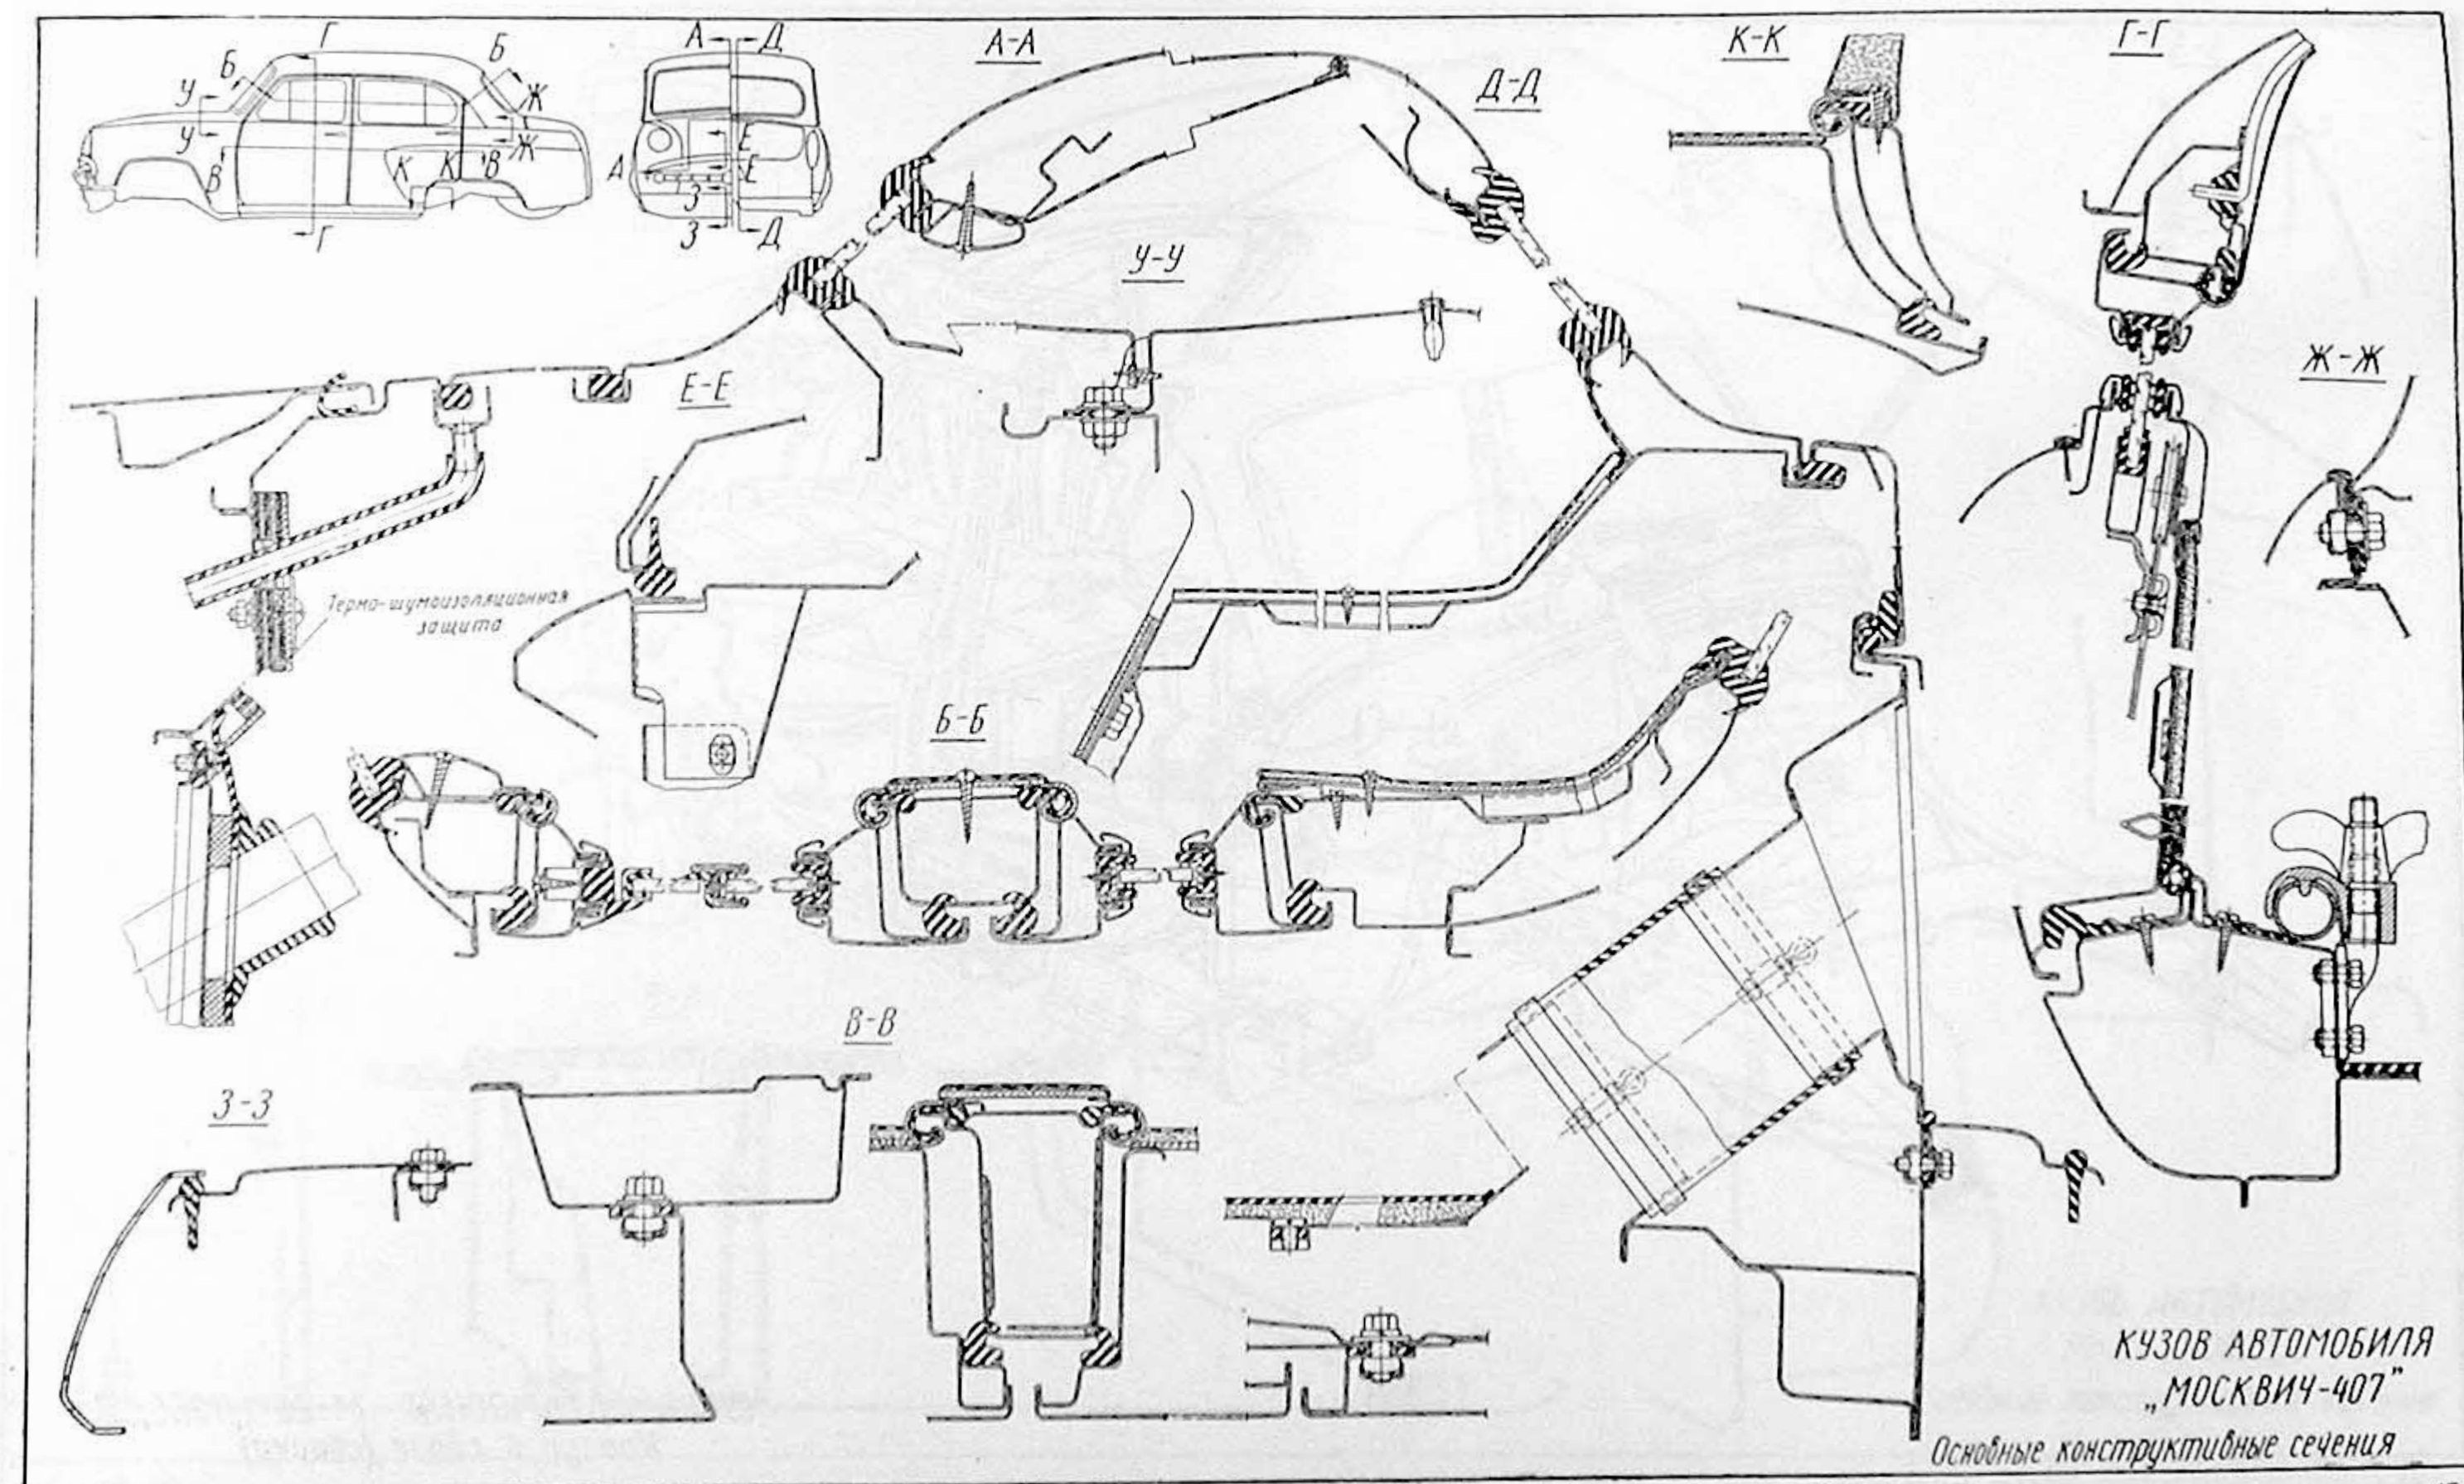 Г
Б
Б
У
Ж
У
Ж
К
К
В
В
Г
А
Д
Е
А
Е
З
З
Д
А-А
Д-Д
К-К
Г-Г
У-У
Ж-Ж
Е-Е
Термо-шумоизоляционная
защита
Б-Б
В-В
З-З
КУЗОВ АВТОМОБИЛЯ
„МОСКВИЧ-407”
Основные конструктивные сечения